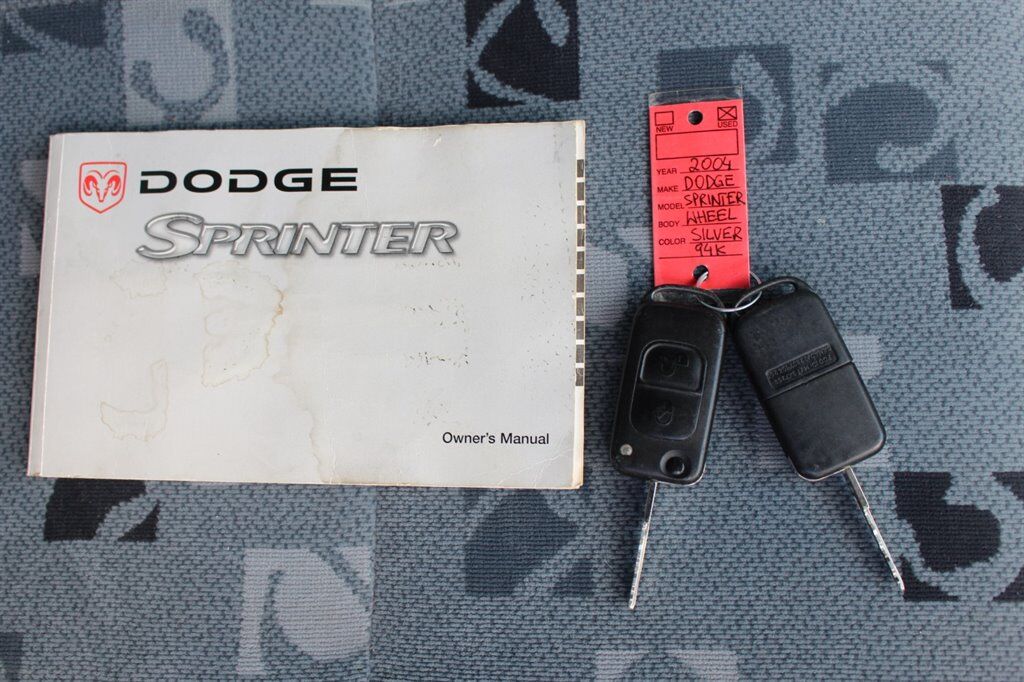 DODGE
SPRINTER
Owner's Manual
NEW USED
YEAR 2004
MAKE DODGE
MODEL SPRINTER
BODY WHEEL
COLOR SILVER
94K